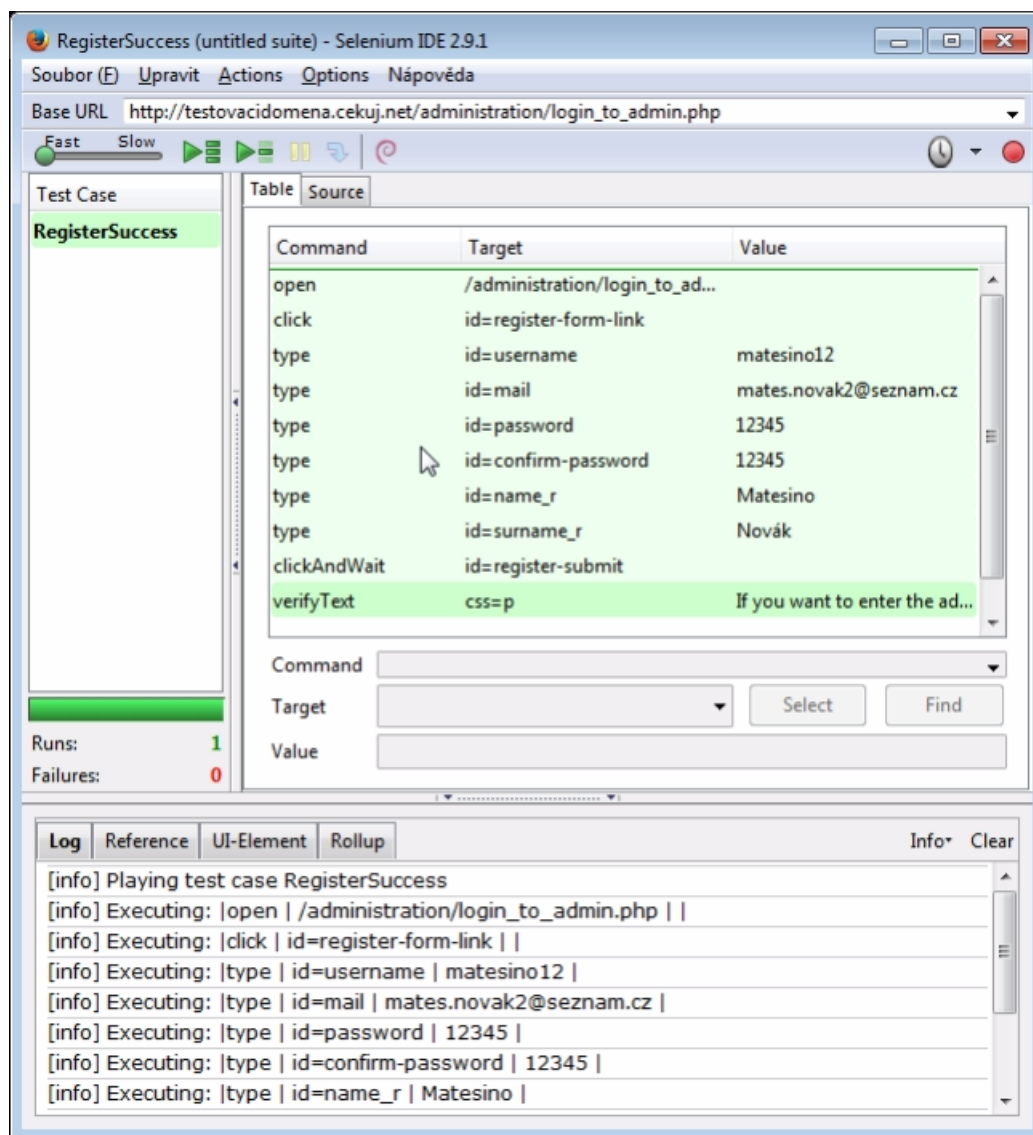 RegisterSuccess (untitled suite) - Selenium IDE 2.9.1
Soubor (F) Upravit Actions Options Nápověda
Base URL http://testovacidomena.cekuj.net/administration/login_to_admin.php
Fast Slow
Test Case
RegisterSuccess
Table Source
Command Target Value
open /administration/login_to_ad...
click id=register-form-link
type id=username matesino12
type id=mail mates.novak2@seznam.cz
type id=password 12345
type id=confirm-password 12345
type id=name_r Matesino
type id=surname_r Novák
clickAndWait id=register-submit
verifyText css=p If you want to enter the ad...
Command
Target Select Find
Value
Runs: 1
Failures: 0
Log Reference UI-Element Rollup Info Clear
[info] Playing test case RegisterSuccess
[info] Executing: |open | /administration/login_to_admin.php | |
[info] Executing: |click | id=register-form-link | |
[info] Executing: |type | id=username | matesino12 |
[info] Executing: |type | id=mail | mates.novak2@seznam.cz |
[info] Executing: |type | id=password | 12345 |
[info] Executing: |type | id=confirm-password | 12345 |
[info] Executing: |type | id=name_r | Matesino |